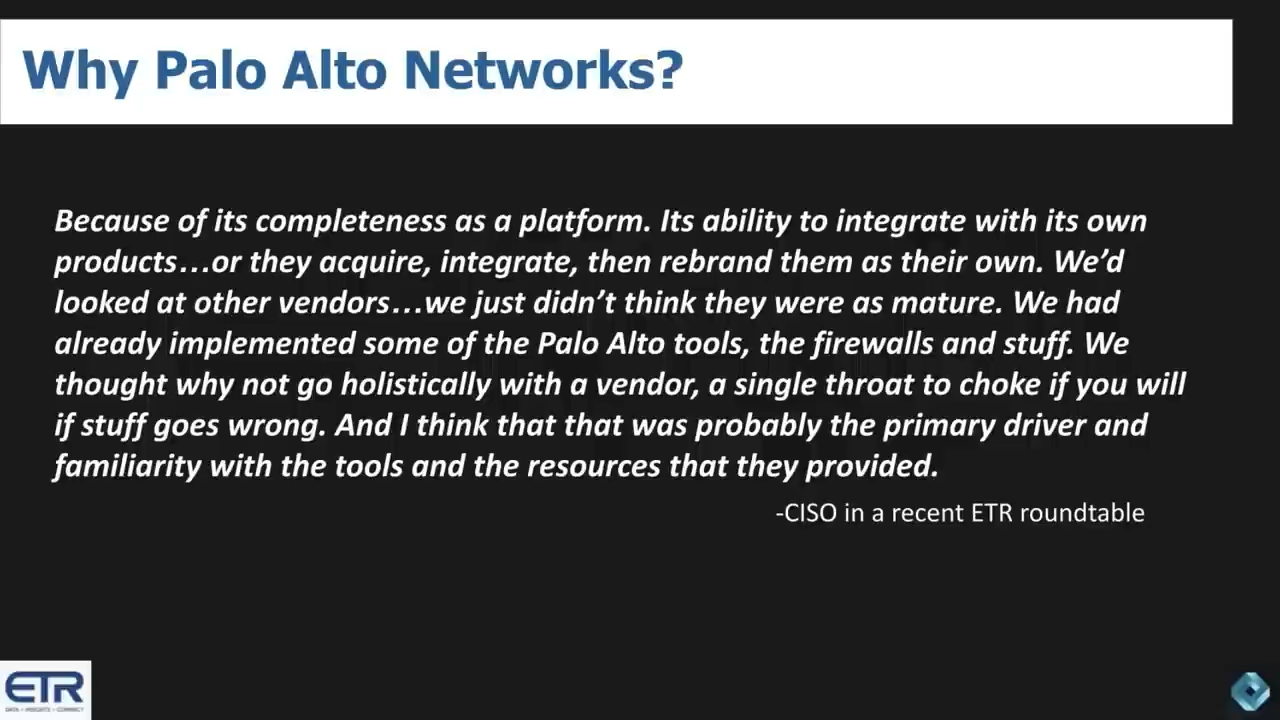 Why Palo Alto Networks?
Because of its completeness as a platform. Its ability to integrate with its own
products…or they acquire, integrate, then rebrand them as their own. We’d
looked at other vendors…we just didn’t think they were as mature. We had
already implemented some of the Palo Alto tools, the firewalls and stuff. We
thought why not go holistically with a vendor, a single throat to choke if you will
if stuff goes wrong. And I think that that was probably the primary driver and
familiarity with the tools and the resources that they provided.
-CISO in a recent ETR roundtable
ETR
DATA • INSIGHTS • CONNECT